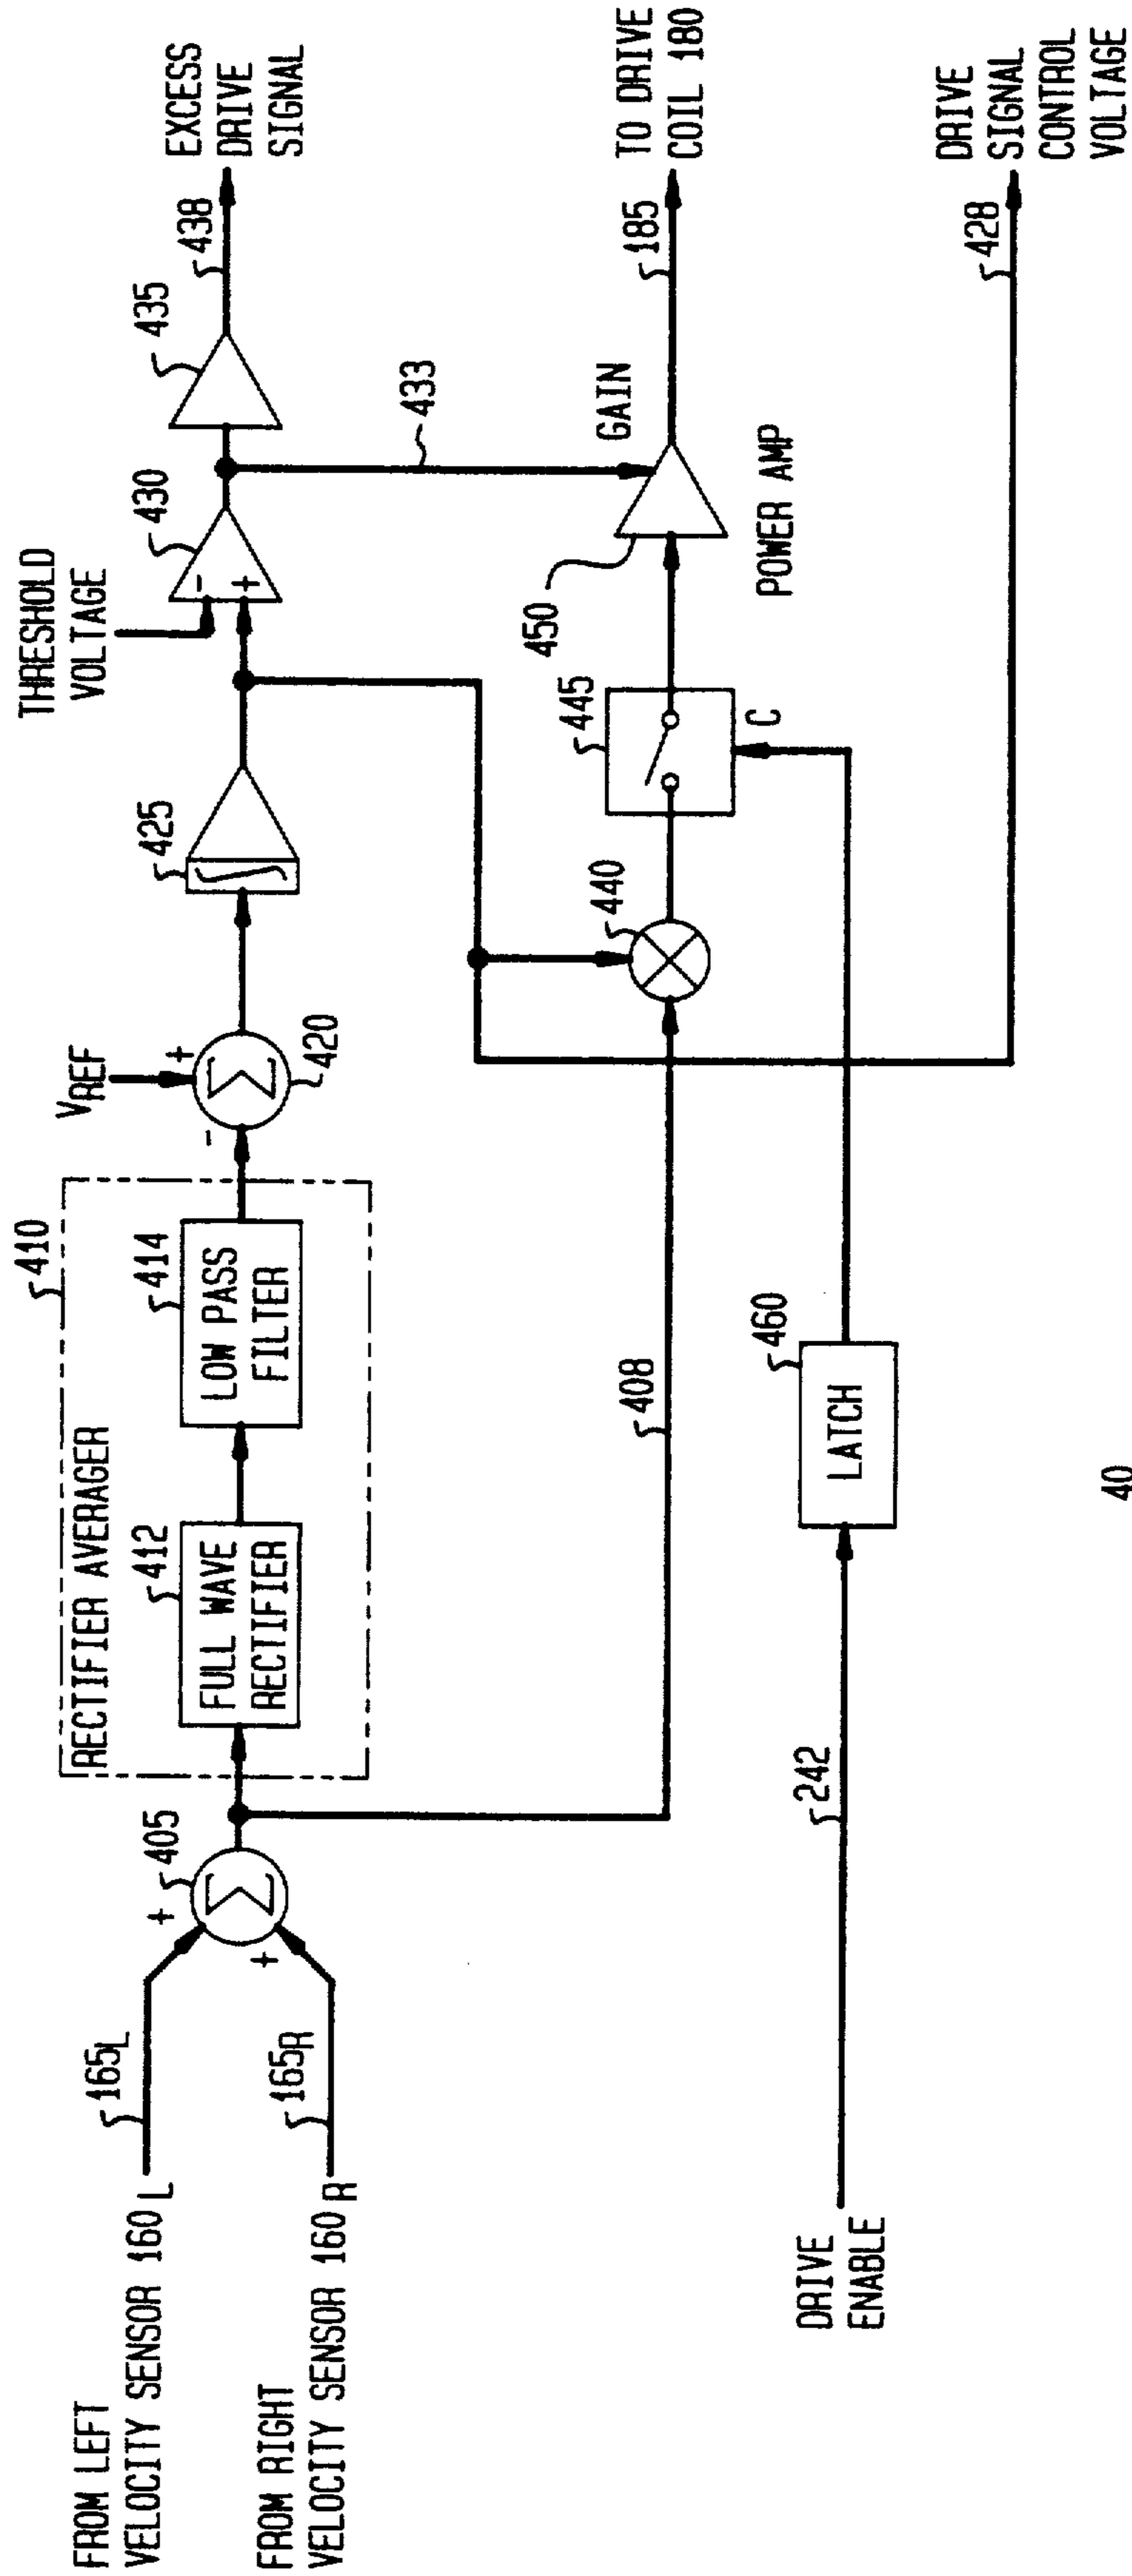 FROM LEFT
VELOCITY SENSOR 160L
165L
FROM RIGHT
VELOCITY SENSOR 160R
165R
+
+
405
410
RECTIFIER AVERAGER
412
FULL WAVE
RECTIFIER
414
LOW PASS
FILTER
VREF
+
-
Σ
420
Σ
425
∫
THRESHOLD
VOLTAGE
-
+
430
435
438
EXCESS
DRIVE
SIGNAL
433
GAIN
408
440
445
C
450
POWER AMP
185
TO DRIVE
COIL 180
DRIVE
ENABLE
242
460
LATCH
428
DRIVE
SIGNAL
CONTROL
VOLTAGE
40